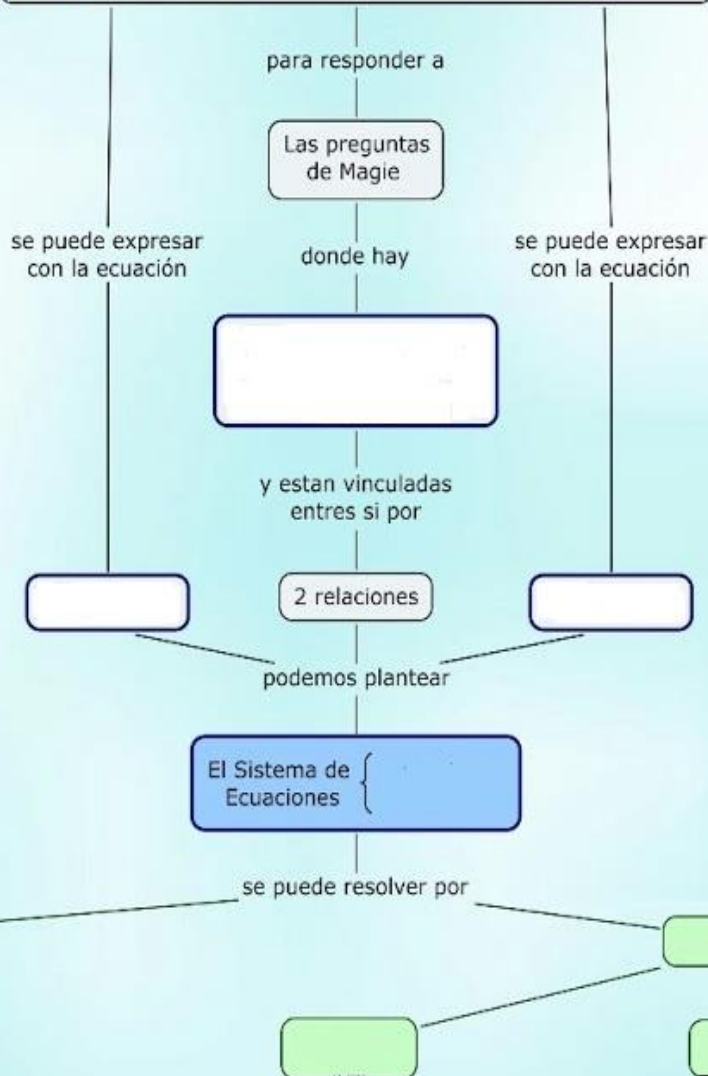 para responder a
Las preguntas
de Magie
se puede expresar
con la ecuación
donde hay
se puede expresar
con la ecuación
y estan vinculadas
entres si por
2 relaciones
podemos plantear
El Sistema de
Ecuaciones {
se puede resolver por